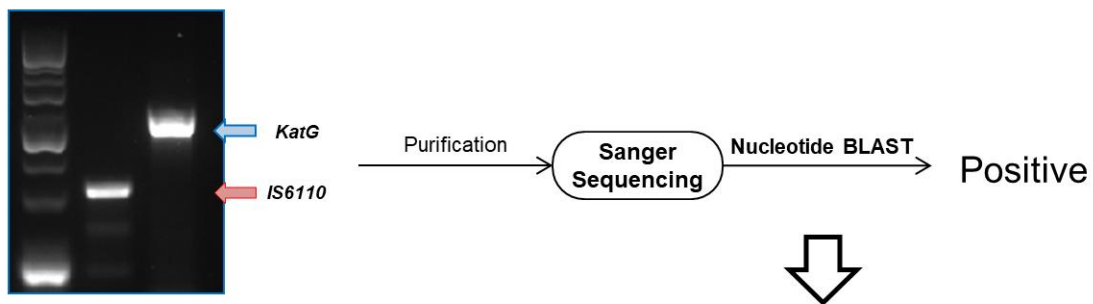 KatG
IS6110
Purification
Sanger
Sequencing
Nucleotide BLAST
Positive